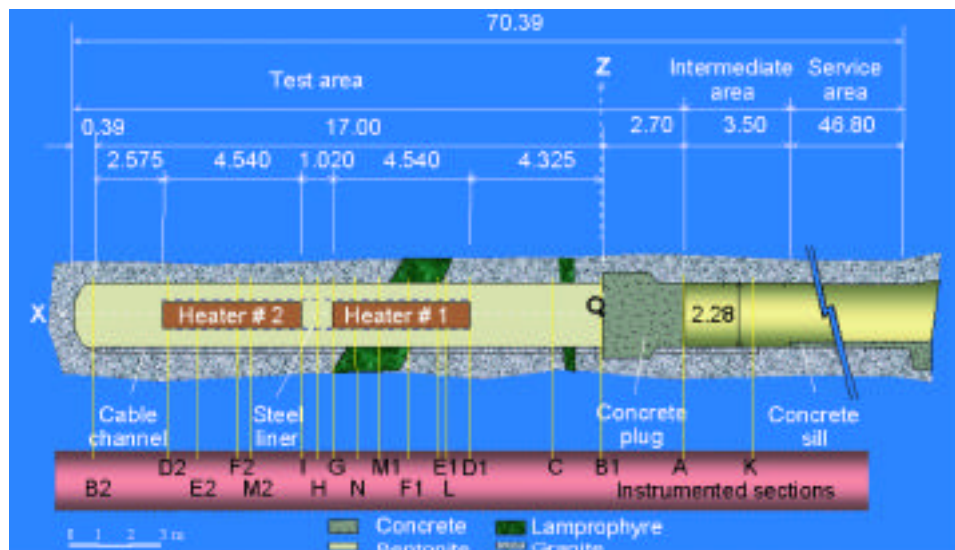 70.39
Test area
Z
Intermediate area
Service area
0.39
17.00
2.70
3.50
46.80
2.575
4.540
1.020
4.540
4.325
X
Heater # 2
Heater # 1
Q
2.28
Cable channel
Steel liner
Concrete plug
Concrete sill
D2
F2
I
G
M1
E1
D1
C
B1
A
K
B2
E2
M2
H
N
F1
L
Instrumented sections
0 1 2 3 m
Concrete
Lamprophyre
Bentonite
Granite